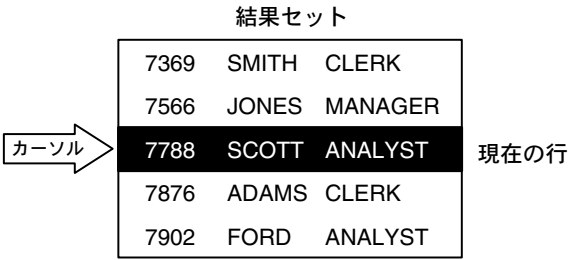 結果セット
7369 SMITH CLERK
7566 JONES MANAGER
カーソル 7788 SCOTT ANALYST 現在の行
7876 ADAMS CLERK
7902 FORD ANALYST